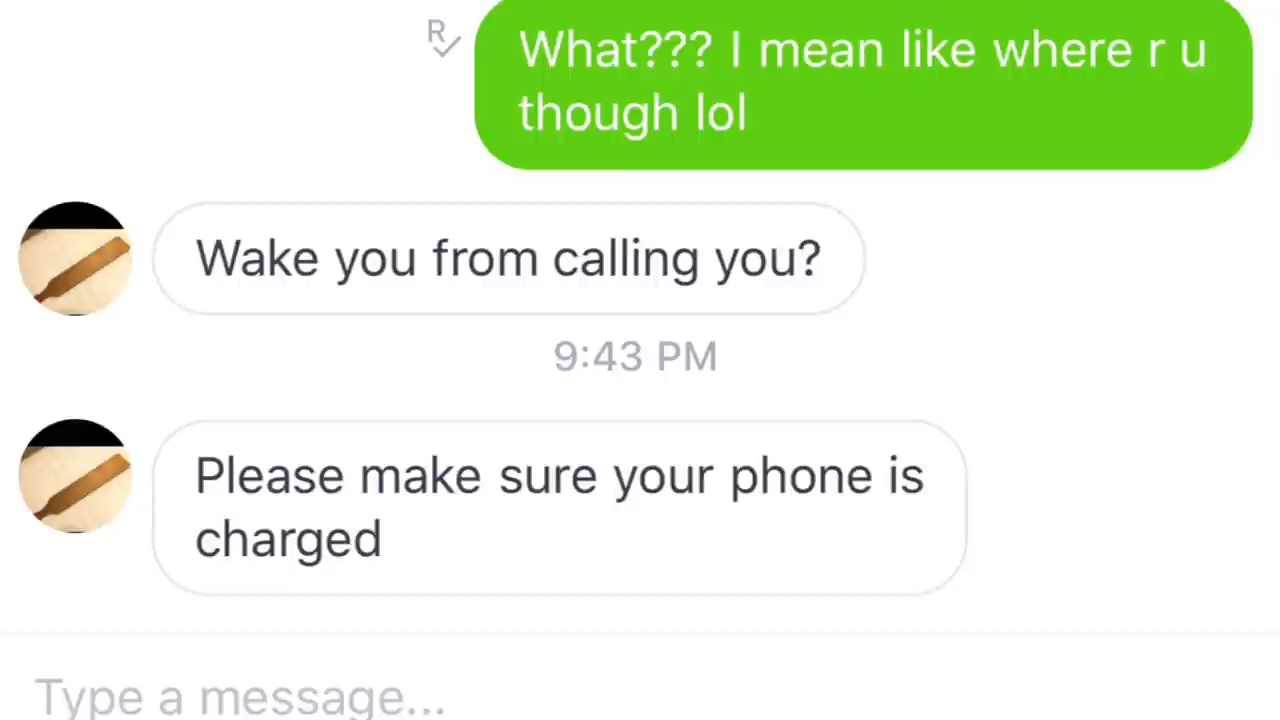 What??? I mean like where r u
though lol
R
Wake you from calling you?
9:43 PM
Please make sure your phone is
charged
Type a message...